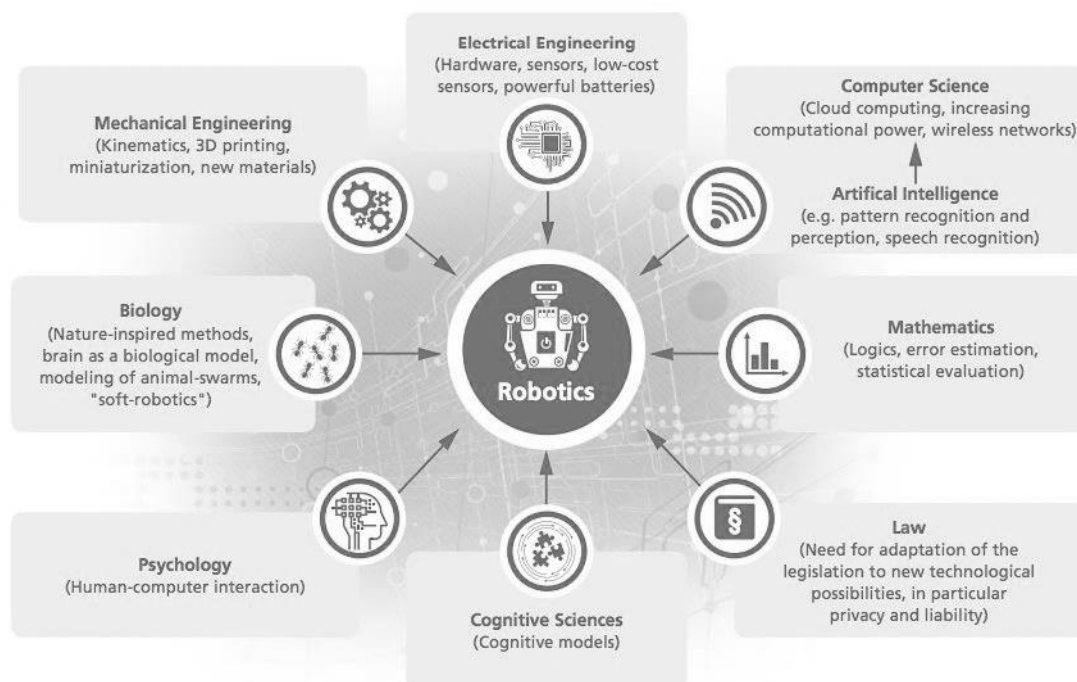 Electrical Engineering
(Hardware, sensors, low-cost
sensors, powerful batteries)
Mechanical Engineering
(Kinematics, 3D printing,
miniaturization, new materials)
Computer Science
(Cloud computing, increasing
computational power, wireless networks)
Artifical Intelligence
(e.g. pattern recognition and
perception, speech recognition)
Biology
(Nature-inspired methods,
brain as a biological model,
modeling of animal-swarms,
"soft-robotics")
Robotics
Mathematics
(Logics, error estimation,
statistical evaluation)
Psychology
(Human-computer interaction)
Cognitive Sciences
(Cognitive models)
§
Law
(Need for adaptation of the
legislation to new technological
possibilities, in particular
privacy and liability)